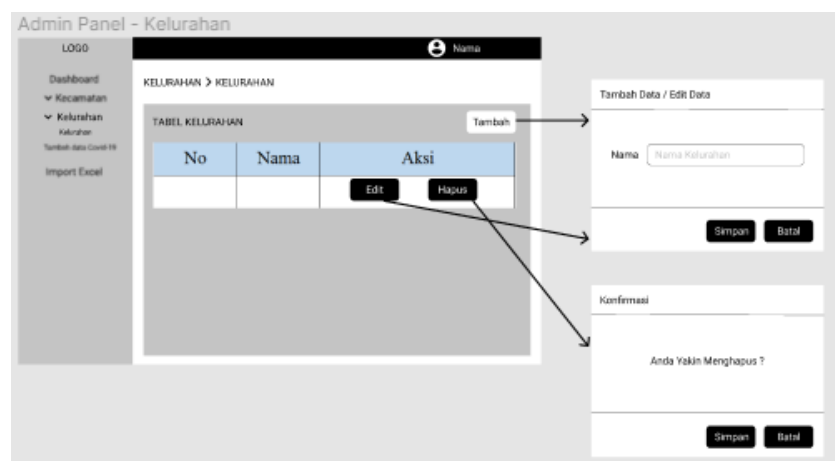 Admin Panel - Kelurahan
LOGO
Nama
Dashboard
Kecamatan
Kelurahan
Kelurahan
Tambah data Covid-19
Import Excel
KELURAHAN > KELURAHAN
TABEL KELURAHAN
Tambah
No Nama Aksi
Edit Hapus
Tambah Data / Edit Data
Nama Nama Kelurahan
Simpan Batal
Konfirmasi
Anda Yakin Menghapus ?
Simpan Batal